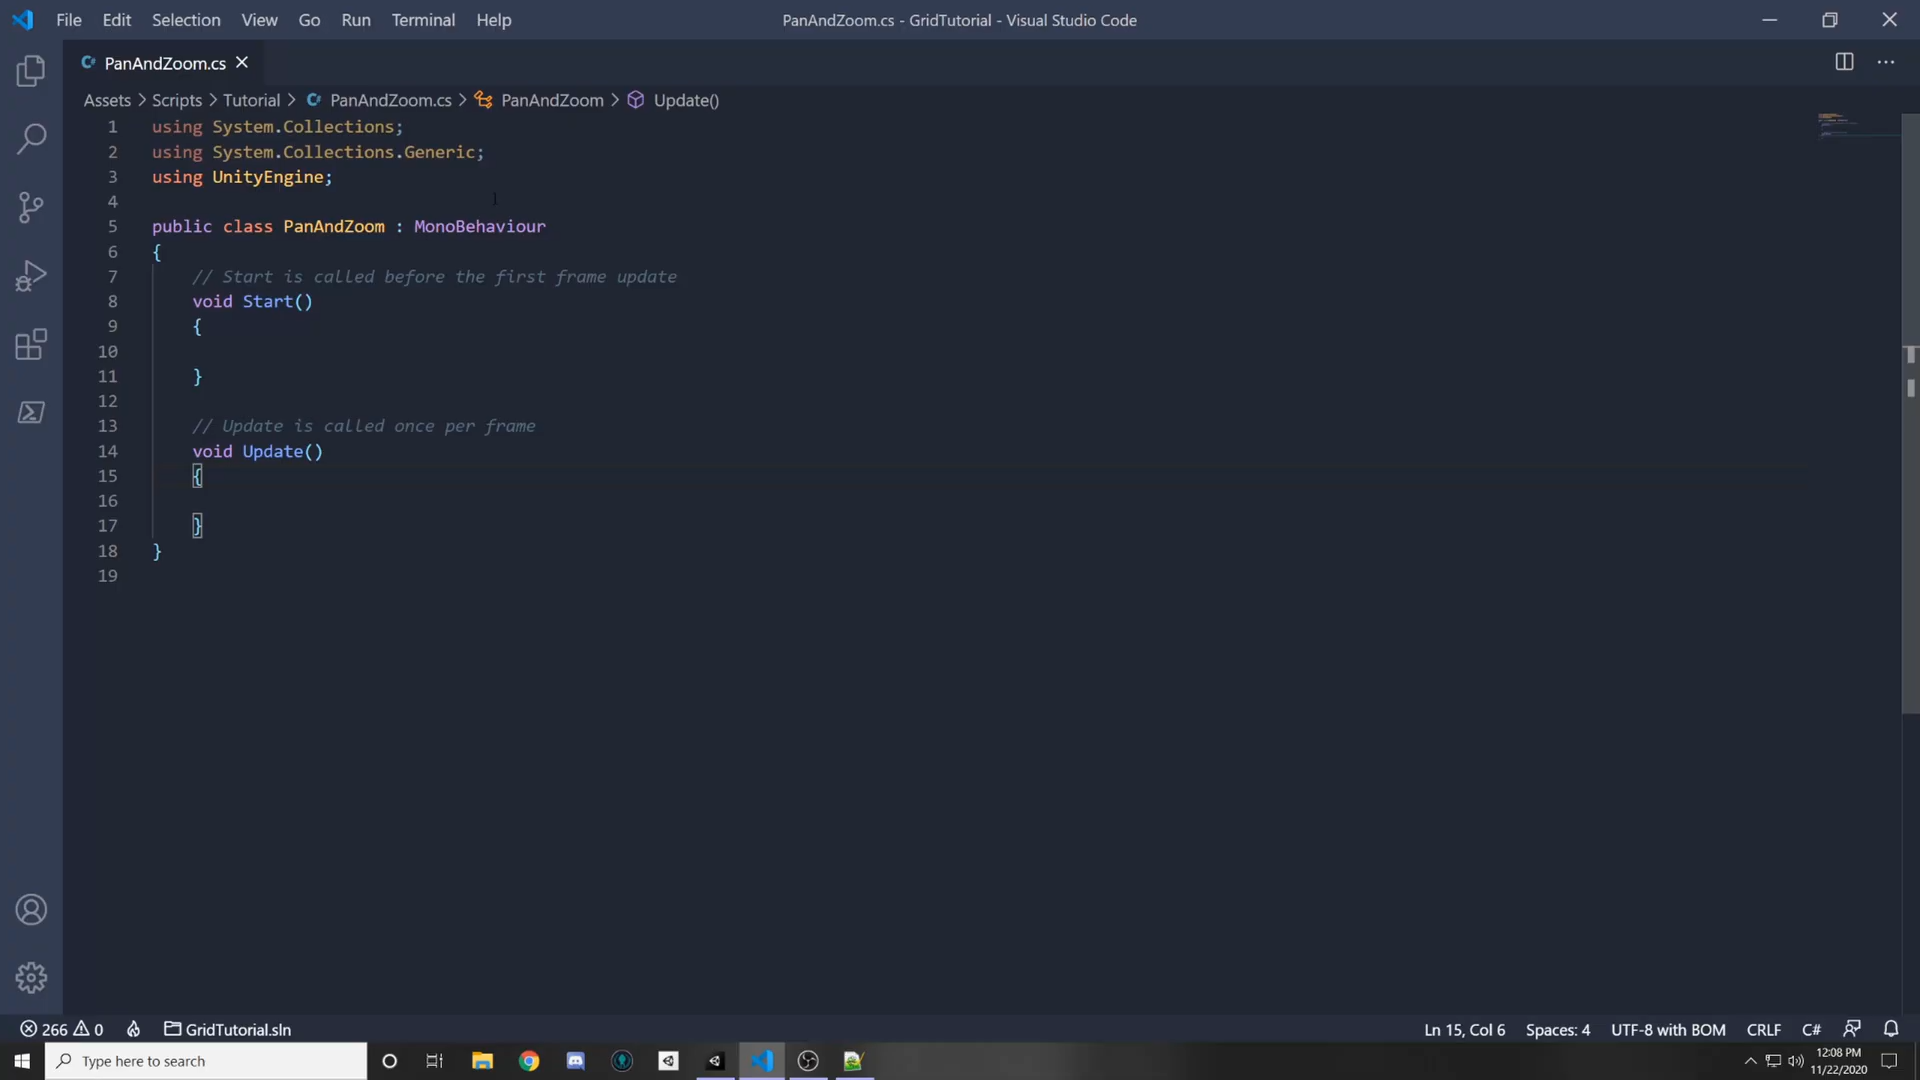 File Edit Selection View Go Run Terminal Help
PanAndZoom.cs - GridTutorial - Visual Studio Code
PanAndZoom.cs
Assets > Scripts > Tutorial > PanAndZoom.cs > PanAndZoom > Update()
1 using System.Collections;
2 using System.Collections.Generic;
3 using UnityEngine;
4
5 public class PanAndZoom : MonoBehaviour
6 {
7 // Start is called before the first frame update
8 void Start()
9 {
10
11 }
12
13 // Update is called once per frame
14 void Update()
15 {
16
17 }
18 }
19
266 0 GridTutorial.sln Ln 15, Col 6 Spaces: 4 UTF-8 with BOM CRLF C#
Type here to search
12:08 PM
11/22/2020